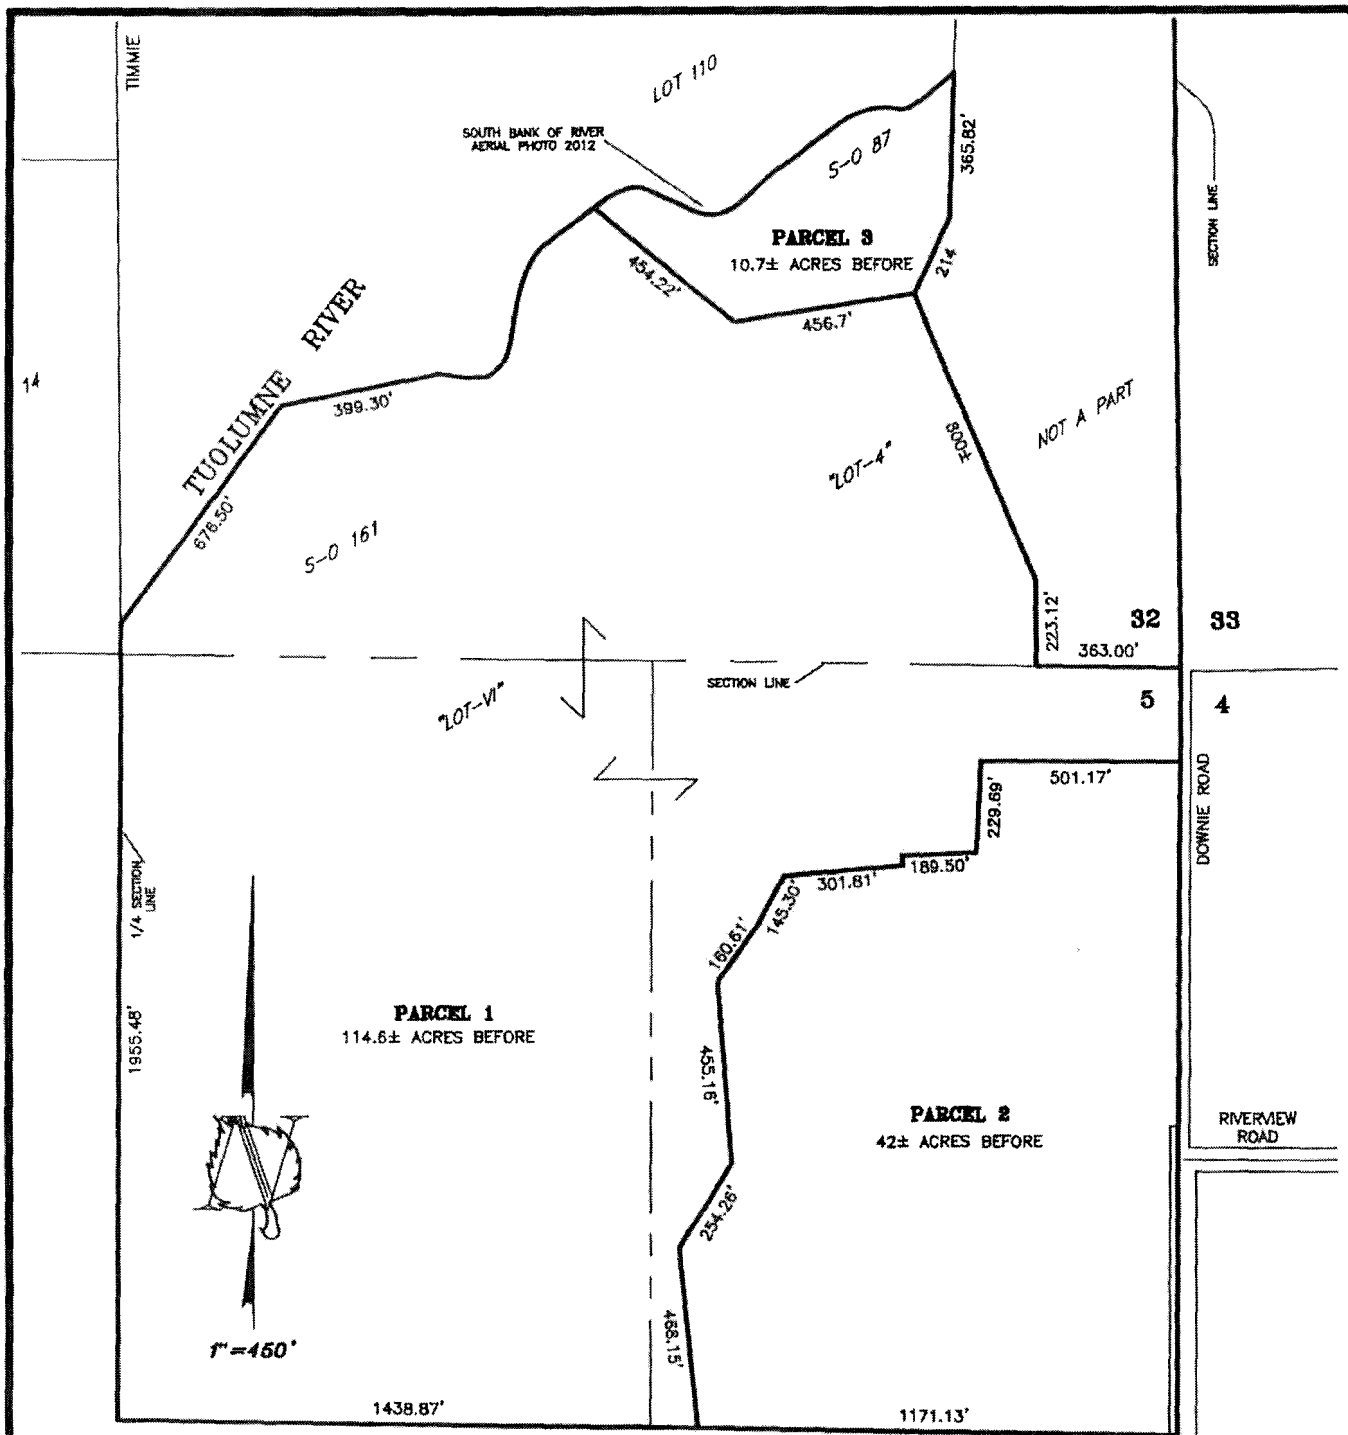 TIMMIE
LOT 110
SOUTH BANK OF RIVER
AERIAL PHOTO 2012
S-O 87
365.82'
SECTION LINE
PARCEL 3
10.7± ACRES BEFORE
214
454.22'
456.7'
TUOLUMNE RIVER
14
399.30'
NOT A PART
800±
"LOT-4"
676.50'
S-O 161
223.12'
32
33
363.00'
SECTION LINE
5
4
"LOT-VI"
501.17'
229.69'
DOWNIE ROAD
189.50'
301.81'
145.30'
160.61'
1/4 SECTION
LINE
PARCEL 1
114.6± ACRES BEFORE
1955.48'
455.16'
PARCEL 2
42± ACRES BEFORE
RIVERVIEW
ROAD
254.26'
468.15'
1"=450'
1438.87'
1171.13'